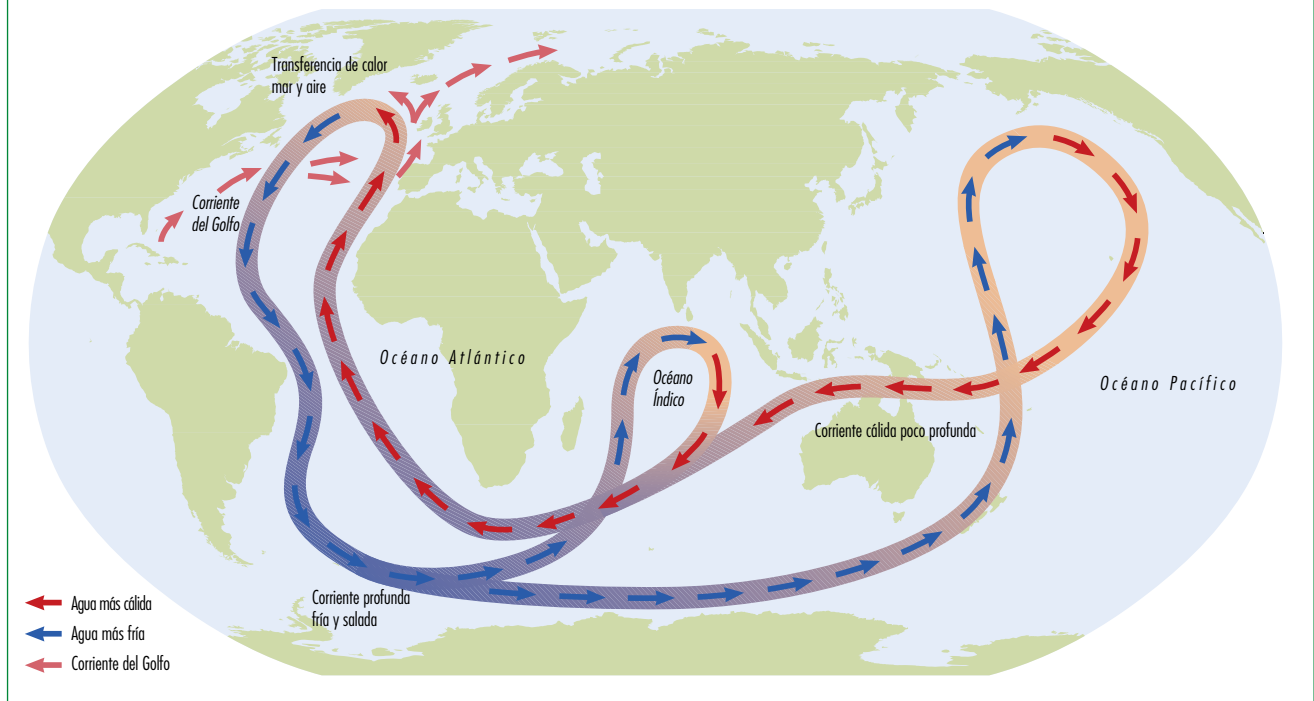 Transferencia de calor
mar y aire
Corriente
del Golfo
Océano Atlántico
Océano
Índico
Océano Pacífico
Corriente cálida poco profunda
Corriente profunda
fría y salada
Agua más cálida
Agua más fría
Corriente del Golfo